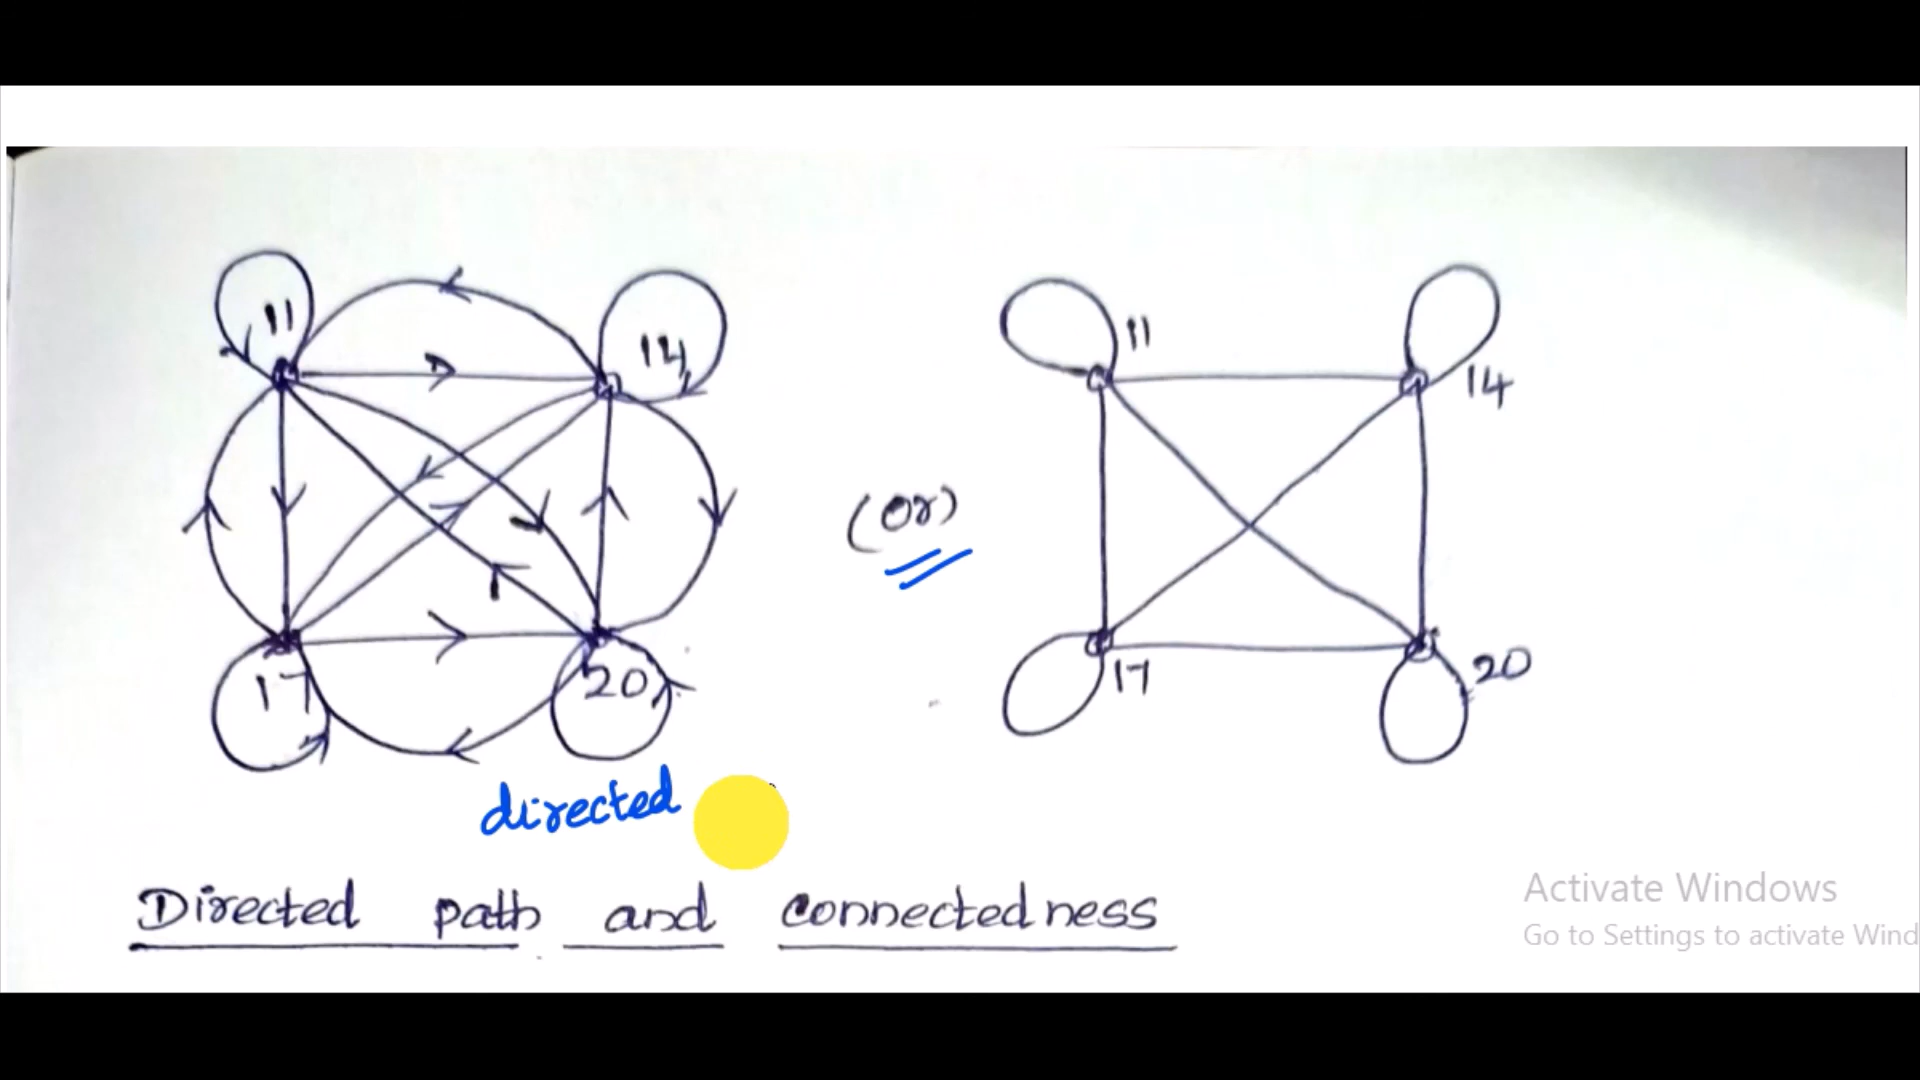 11
14
17
20
(Or)
11
14
17
20
directed
Directed path and connectedness
Activate Windows
Go to Settings to activate Wind